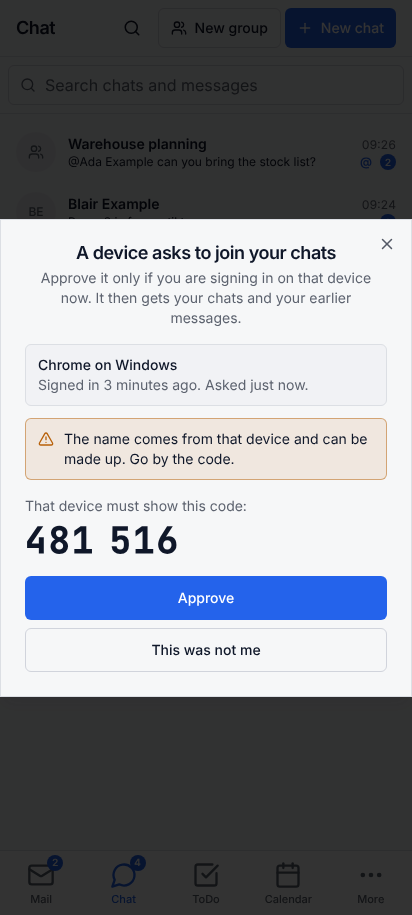 Chat
New group
New chat
Search chats and messages
Warehouse planning
09:26
@Ada Example can you bring the stock list?
@ 2
BE
Blair Example
09:24
A device asks to join your chats
Approve it only if you are signing in on that device
now. It then gets your chats and your earlier
messages.
Chrome on Windows
Signed in 3 minutes ago. Asked just now.
The name comes from that device and can be
made up. Go by the code.
That device must show this code:
481 516
Approve
This was not me
2
4
Mail
Chat
ToDo
Calendar
More